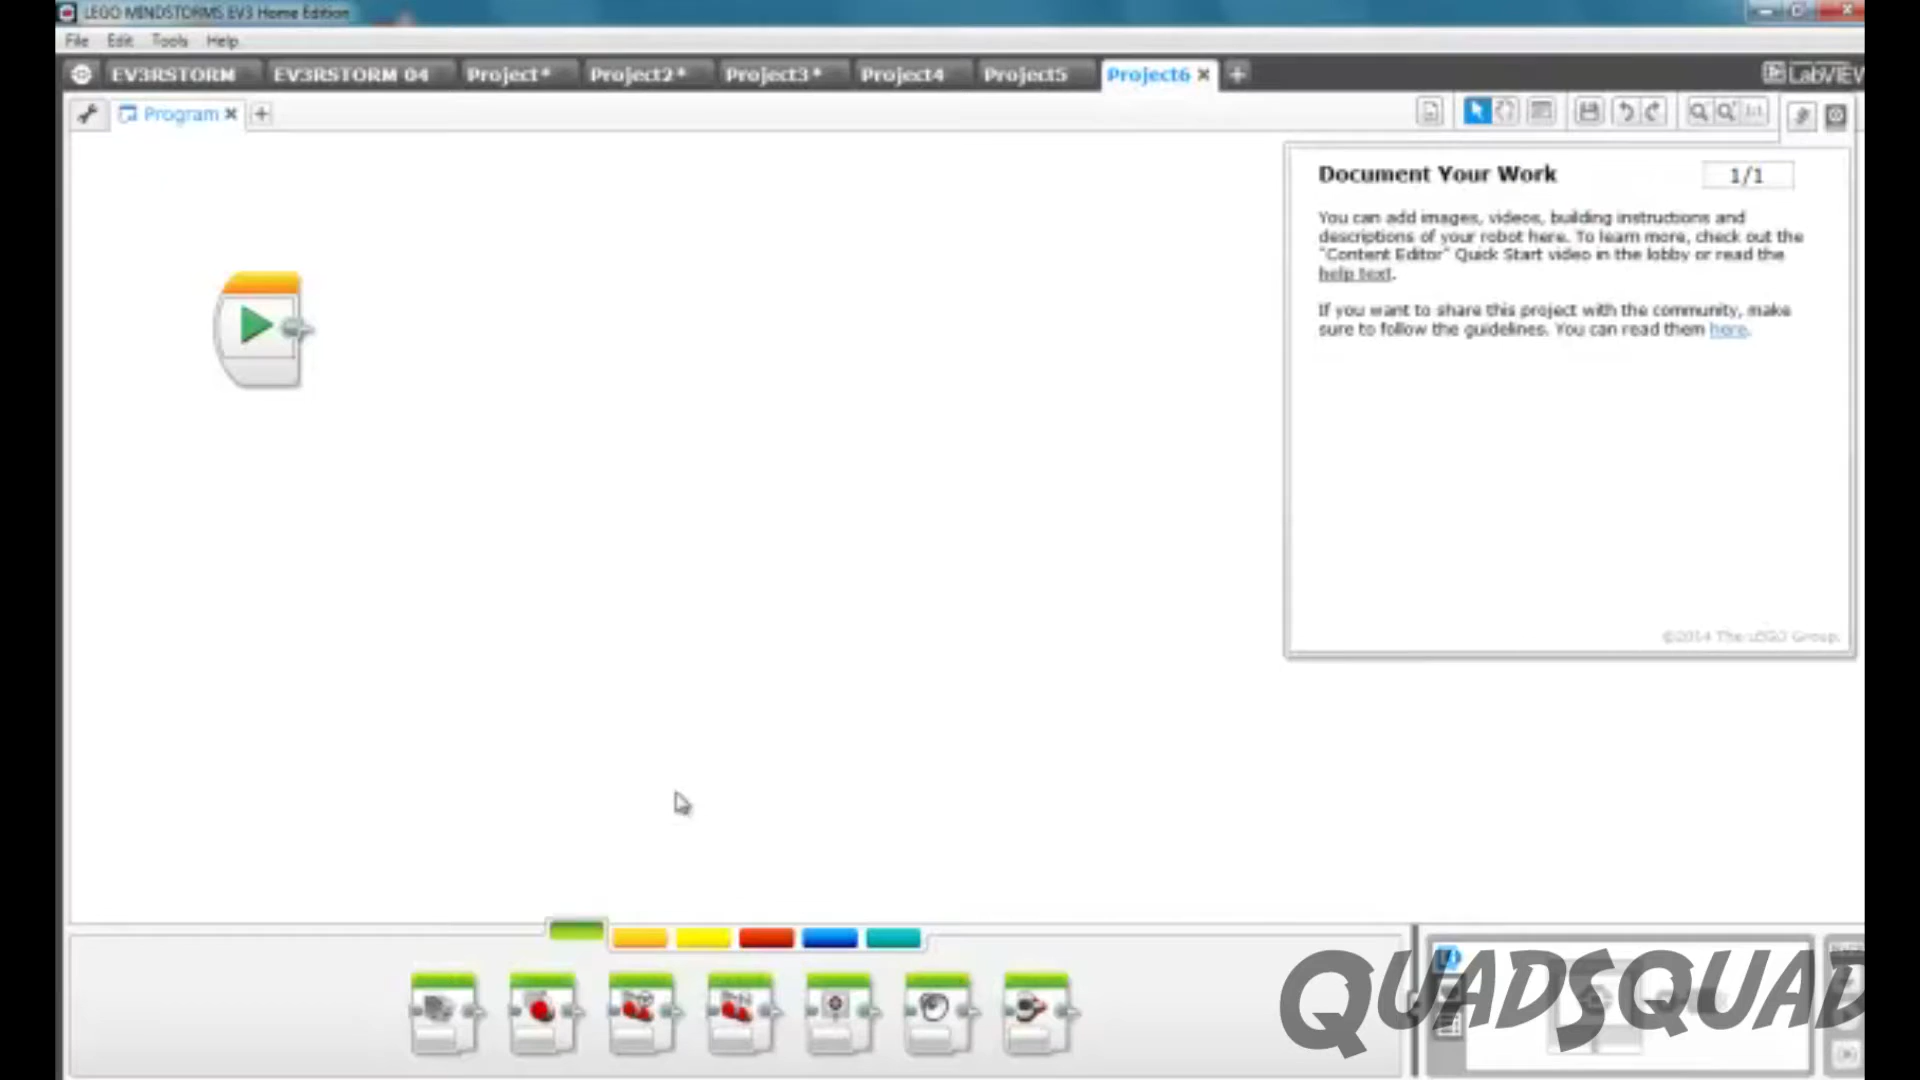 LEGO MINDSTORMS EV3 Home Edition
File Edit Tools Help
EV3RSTORM EV3RSTORM 04 Project* Project2* Project3* Project4 Project5 Project6
LabVIEW
Program
Document Your Work 1/1
You can add images, videos, building instructions and
descriptions of your robot here. To learn more, check out the
"Content Editor" Quick Start video in the lobby or read the
help text.
If you want to share this project with the community, make
sure to follow the guidelines. You can read them here.
©2014 The LEGO Group.
QUADSQUAD